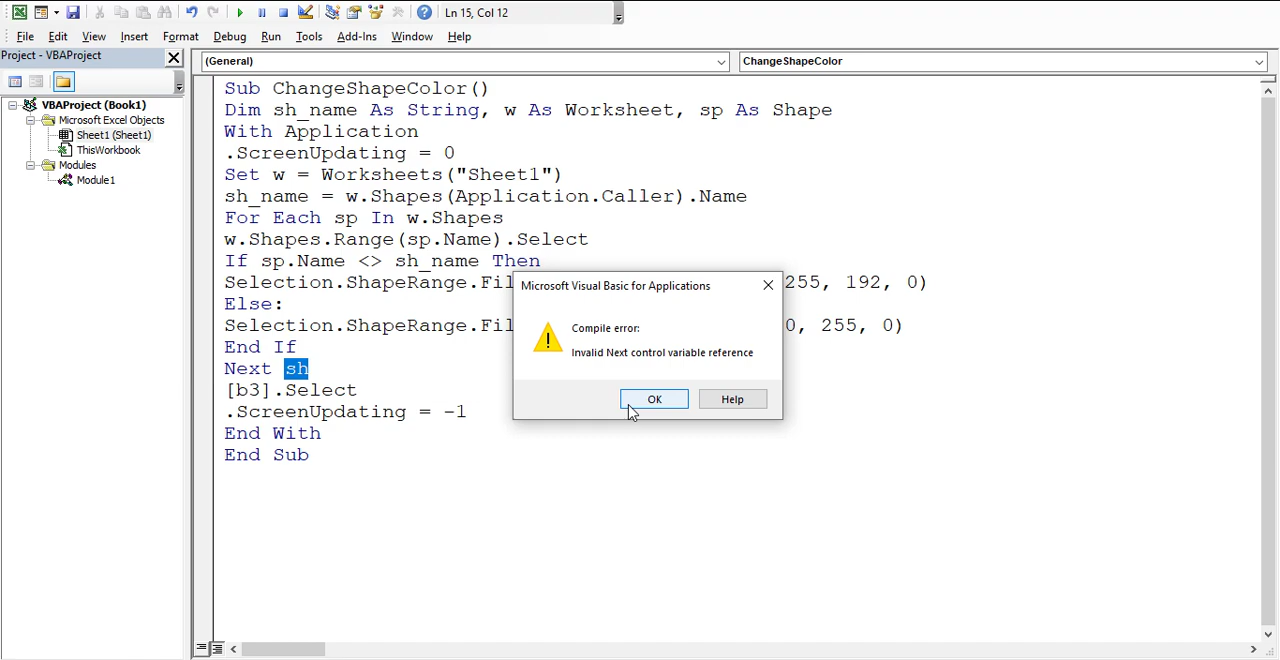 Ln 15, Col 12
File Edit View Insert Format Debug Run Tools Add-Ins Window Help
Project - VBAProject
VBAProject (Book1)
Microsoft Excel Objects
Sheet1 (Sheet1)
ThisWorkbook
Modules
Module1
(General)
ChangeShapeColor
Sub ChangeShapeColor()
Dim sh_name As String, w As Worksheet, sp As Shape
With Application
.ScreenUpdating = 0
Set w = Worksheets("Sheet1")
sh_name = w.Shapes(Application.Caller).Name
For Each sp In w.Shapes
w.Shapes.Range(sp.Name).Select
If sp.Name <> sh_name Then
Selection.ShapeRange.Fil 255, 192, 0)
Else:
Selection.ShapeRange.Fil 0, 255, 0)
End If
Next sh
[b3].Select
.ScreenUpdating = -1
End With
End Sub
Microsoft Visual Basic for Applications
Compile error:
Invalid Next control variable reference
OK Help